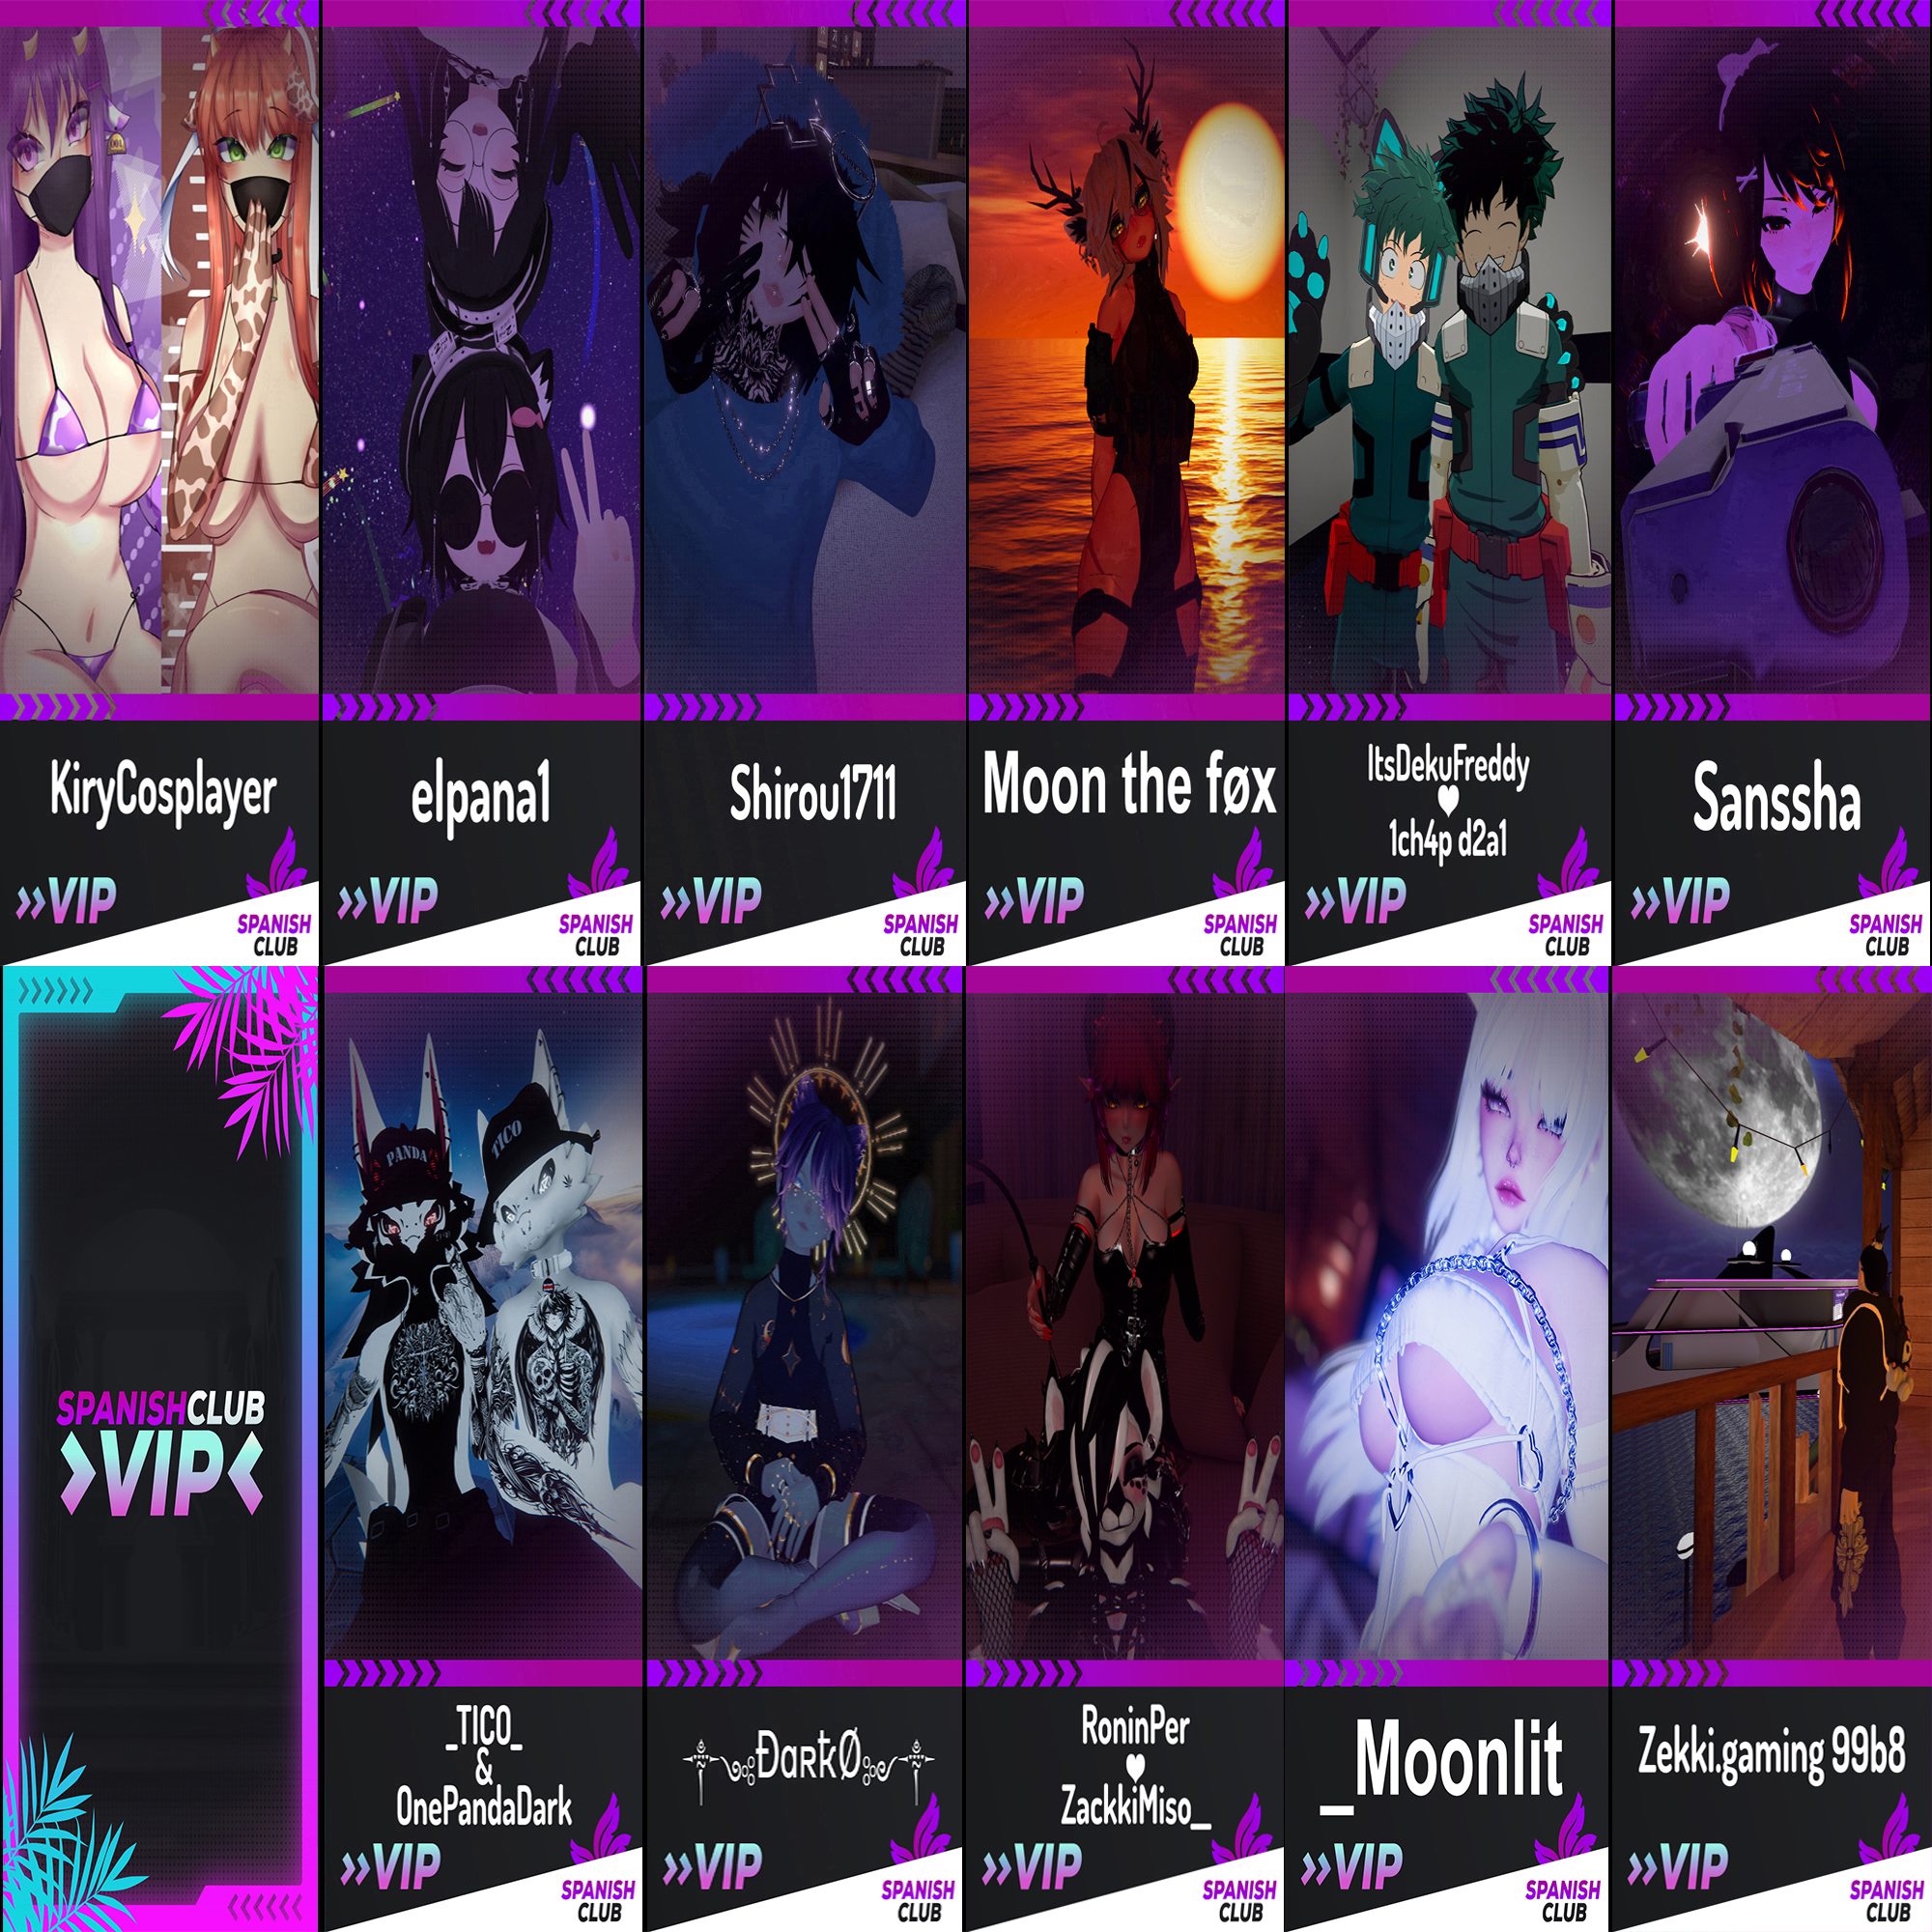 KiryCosplayer
»VIP
SPANISH
CLUB
elpana1
»VIP
SPANISH
CLUB
Shirou1711
»VIP
SPANISH
CLUB
Moon the føx
»VIP
SPANISH
CLUB
ItsDekuFreddy
♥
1ch4p d2a1
»VIP
SPANISH
CLUB
Sanssha
»VIP
SPANISH
CLUB
SPANISHCLUB
VIP
PANDA
TICO
_TICO_
&
OnePandaDark
»VIP
SPANISH
CLUB
ĐαʀƙØ
»VIP
SPANISH
CLUB
RoninPer
♥
ZackkiMiso_
»VIP
SPANISH
CLUB
_Moonlit
»VIP
SPANISH
CLUB
Zekki.gaming 99b8
»VIP
SPANISH
CLUB